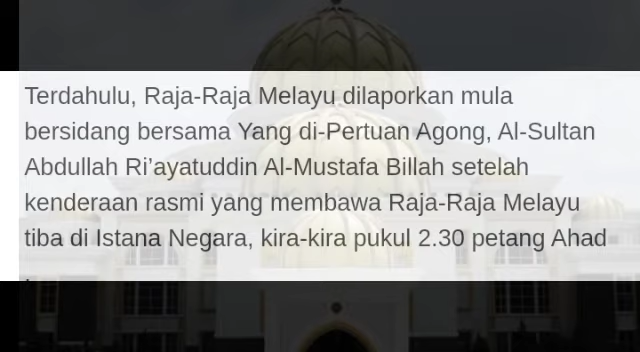 Terdahulu, Raja-Raja Melayu dilaporkan mula
bersidang bersama Yang di-Pertuan Agong, Al-Sultan
Abdullah Ri’ayatuddin Al-Mustafa Billah setelah
kenderaan rasmi yang membawa Raja-Raja Melayu
tiba di Istana Negara, kira-kira pukul 2.30 petang Ahad
.